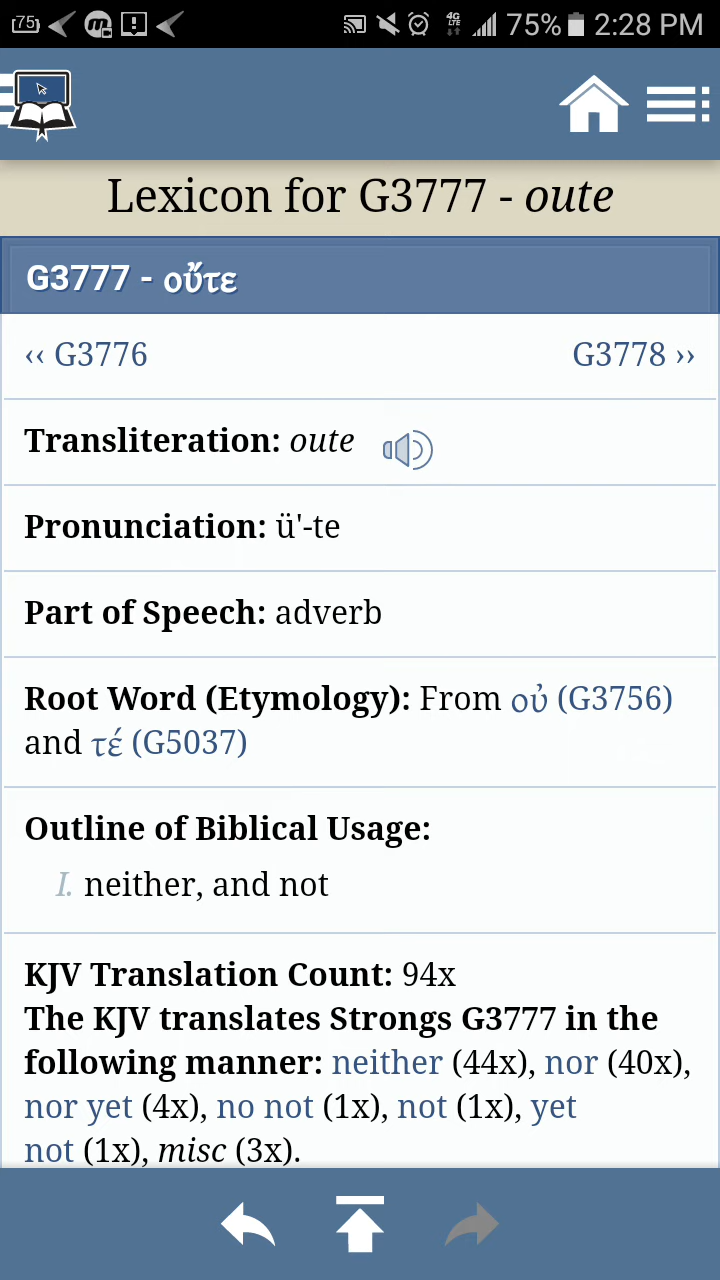 75 75% 2:28 PM
Lexicon for G3777 - oute
G3777 - οὔτε
‹‹ G3776 G3778 ››
Transliteration: oute
Pronunciation: ü'-te
Part of Speech: adverb
Root Word (Etymology): From οὐ (G3756)
and τέ (G5037)
Outline of Biblical Usage:
I. neither, and not
KJV Translation Count: 94x
The KJV translates Strongs G3777 in the
following manner: neither (44x), nor (40x),
nor yet (4x), no not (1x), not (1x), yet
not (1x), misc (3x).